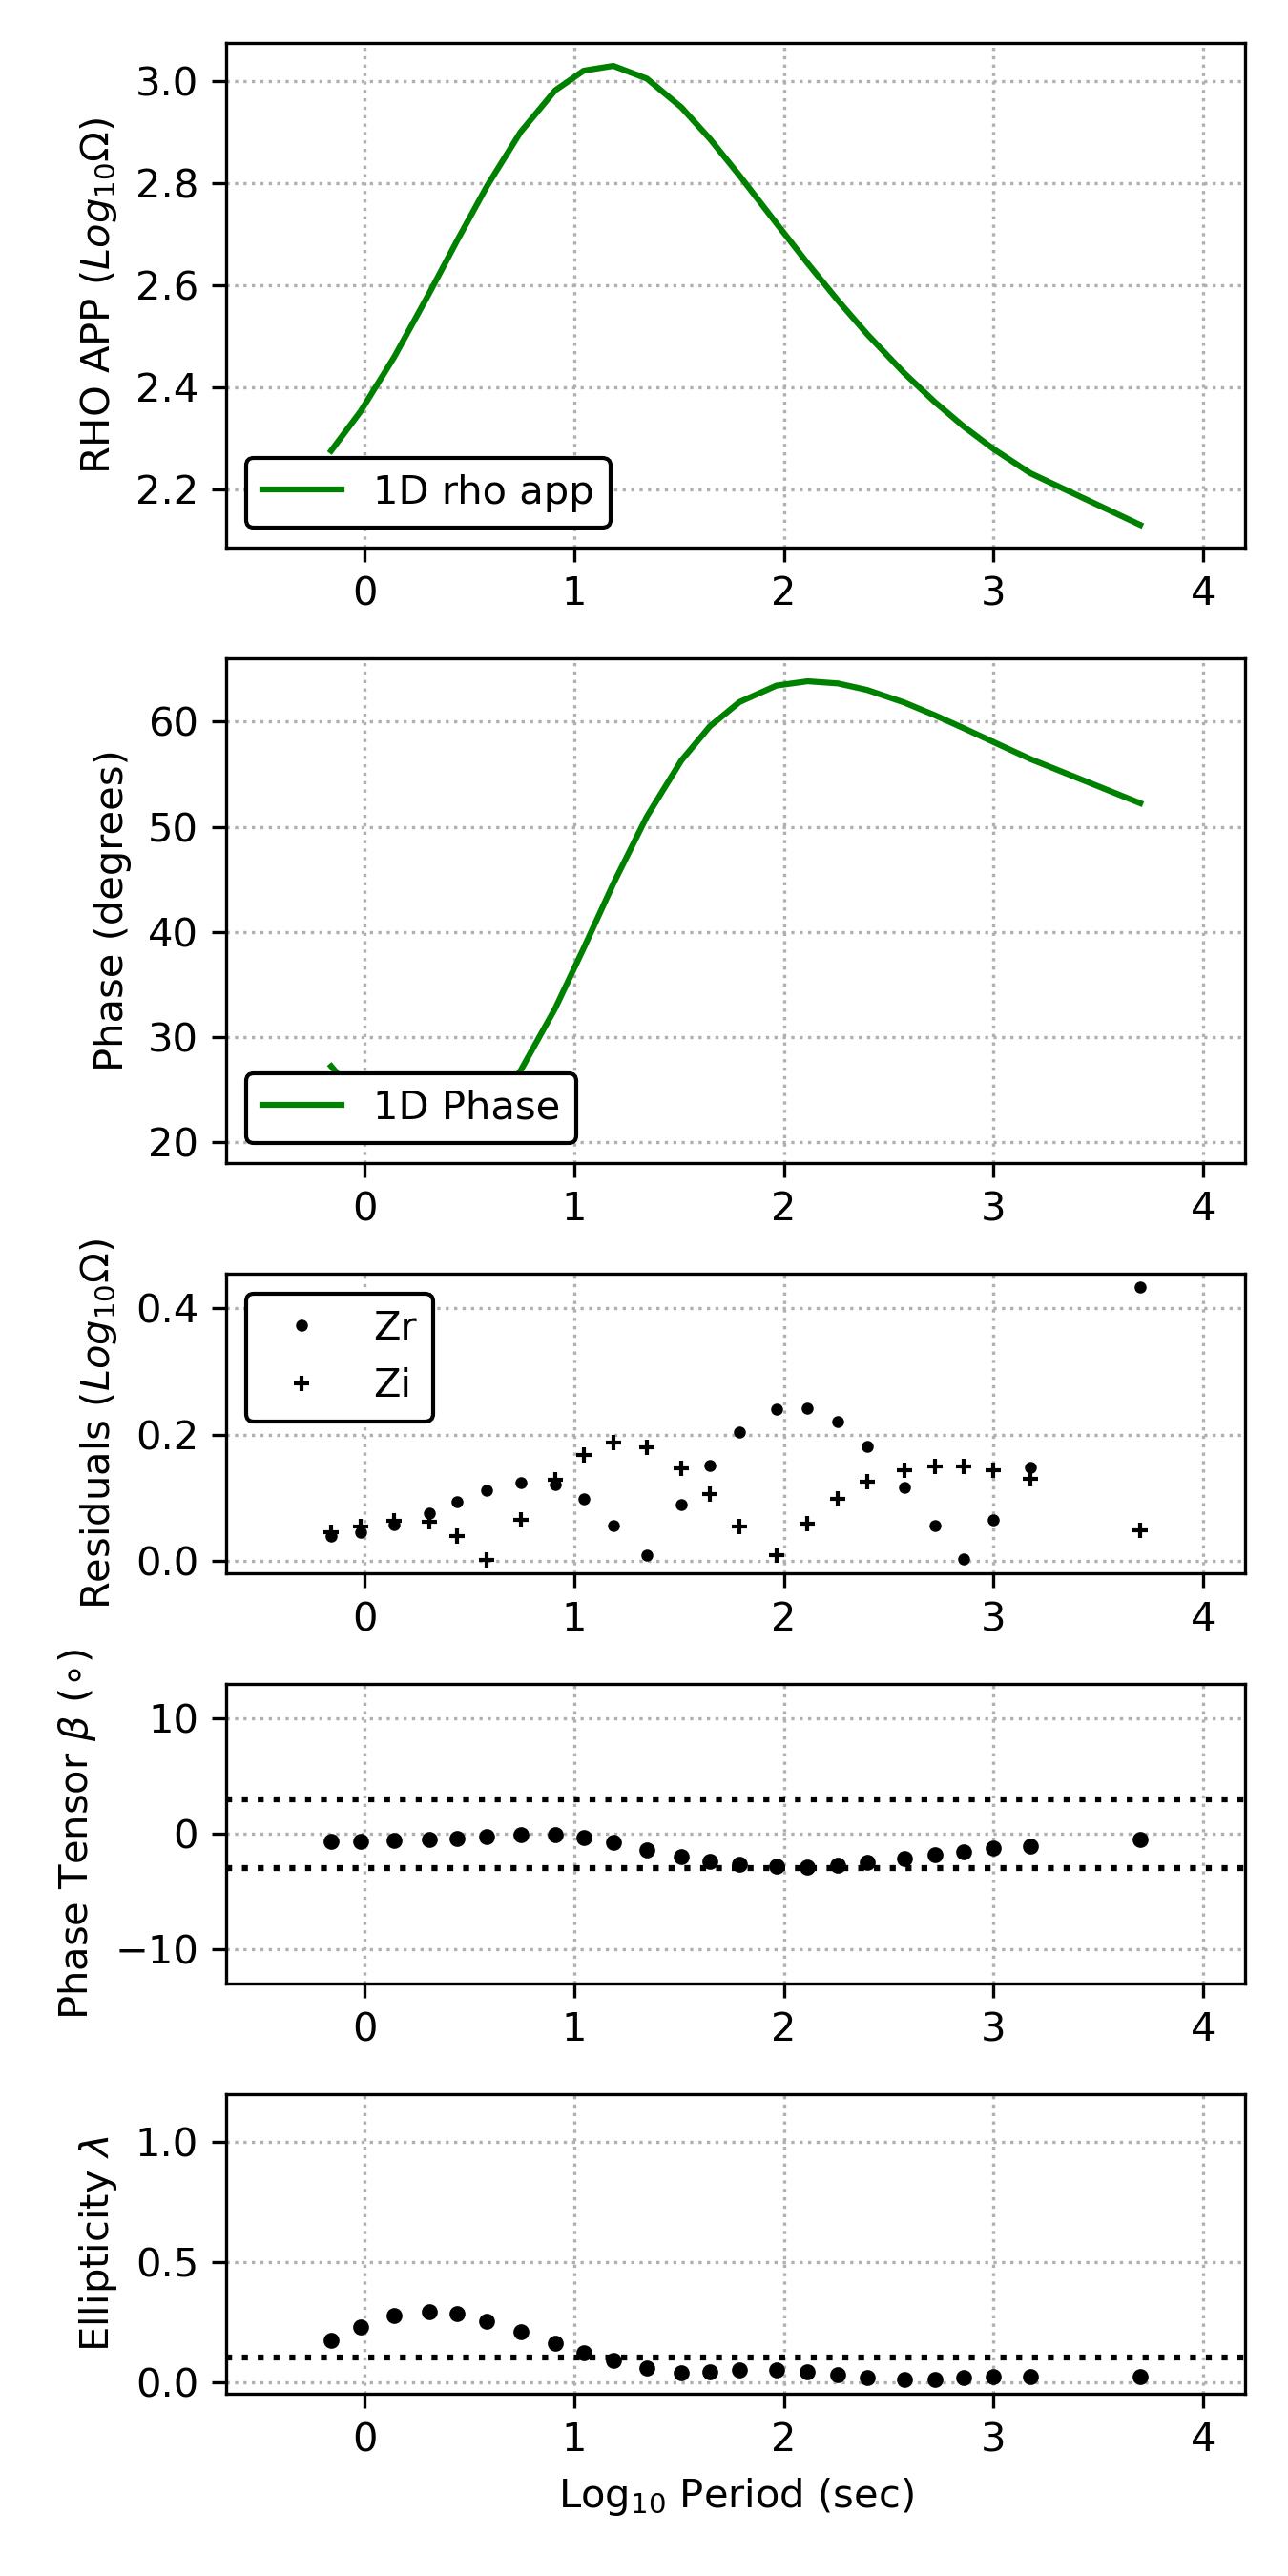 RHO APP (Log₁₀Ω)
3.0
2.8
2.6
2.4
2.2
1D rho app
0 1 2 3 4
Phase (degrees)
60
50
40
30
20
1D Phase
0 1 2 3 4
Residuals (Log₁₀Ω)
0.4
0.2
0.0
Zr
Zi
0 1 2 3 4
Phase Tensor β (∘)
10
0
−10
0 1 2 3 4
Ellipticity λ
1.0
0.5
0.0
0 1 2 3 4
Log₁₀ Period (sec)